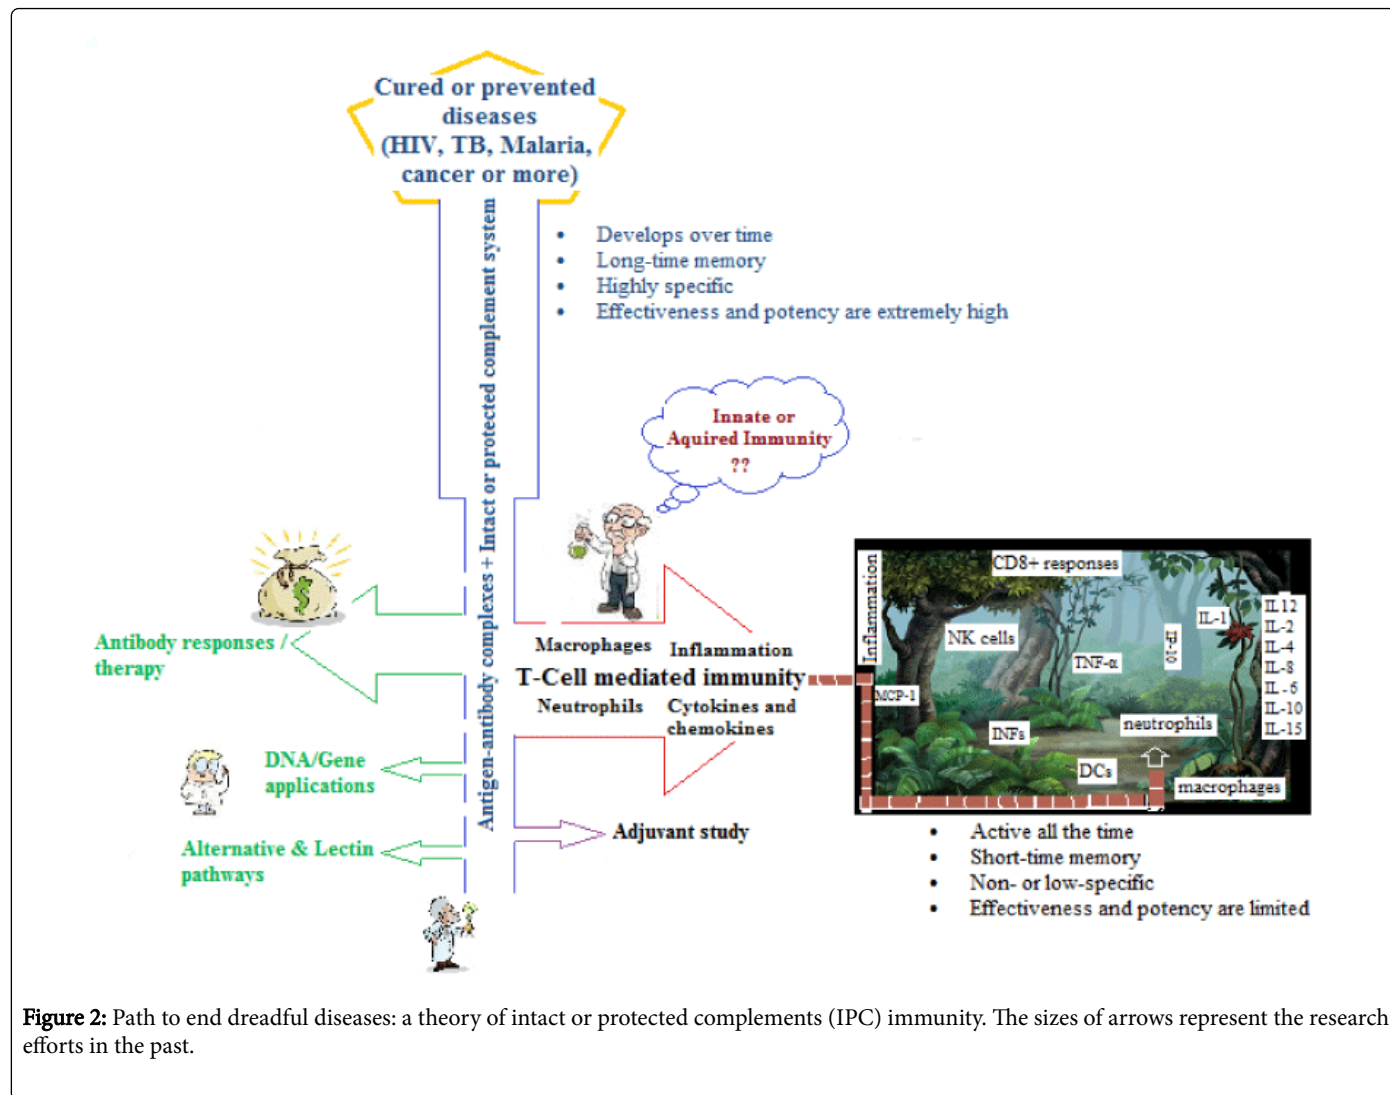 Cured or prevented
diseases
(HIV, TB, Malaria,
cancer or more)
Antigen-antibody complexes + Intact or protected complement system
• Develops over time
• Long-time memory
• Highly specific
• Effectiveness and potency are extremely high
Innate or
Aquired Immunity
??
$
Antibody responses /
therapy
DNA/Gene
applications
Alternative & Lectin
pathways
Macrophages
Inflammation
T-Cell mediated immunity
Neutrophils
Cytokines and
chemokines
Adjuvant study
Inflammation
CD8+ responses
NK cells
TNF-α
IP-10
IL-1
IL12
IL-2
IL-4
IL-8
IL -6
IL-10
IL-15
MCP-1
INFs
neutrophils
DCs
macrophages
• Active all the time
• Short-time memory
• Non- or low-specific
• Effectiveness and potency are limited
Figure 2: Path to end dreadful diseases: a theory of intact or protected complements (IPC) immunity. The sizes of arrows represent the research
efforts in the past.